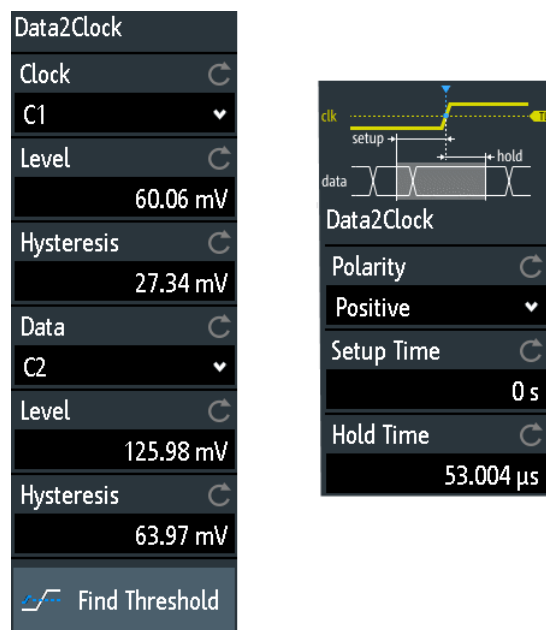 Data2Clock
Clock
C1
Level
60.06 mV
Hysteresis
27.34 mV
Data
C2
Level
125.98 mV
Hysteresis
63.97 mV
Find Threshold
clk
setup
hold
data
Data2Clock
Polarity
Positive
Setup Time
0 s
Hold Time
53.004 µs